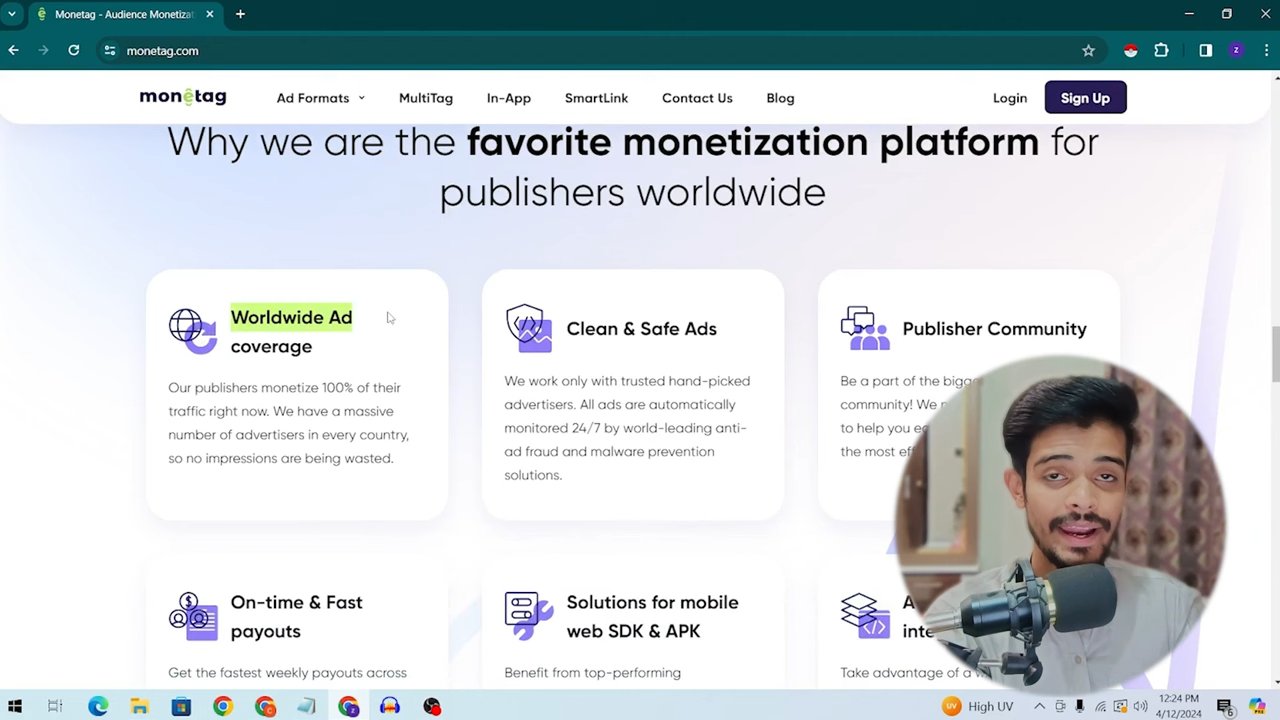 Monetag - Audience Monetizat
monetag.com
Z
monetag
Ad Formats
MultiTag
In-App
SmartLink
Contact Us
Blog
Login
Sign Up
Why we are the favorite monetization platform for
publishers worldwide
Worldwide Ad
coverage
Our publishers monetize 100% of their
traffic right now. We have a massive
number of advertisers in every country,
so no impressions are being wasted.
Clean & Safe Ads
We work only with trusted hand-picked
advertisers. All ads are automatically
monitored 24/7 by world-leading anti-
ad fraud and malware prevention
solutions.
Publisher Community
Be a part of the
community! We
to help you
the most
On-time & Fast
payouts
Get the fastest weekly payouts across
Solutions for mobile
web SDK & APK
Benefit from top-performing
Take advantage of a
UV
High UV
12:24 PM
4/12/2024
6